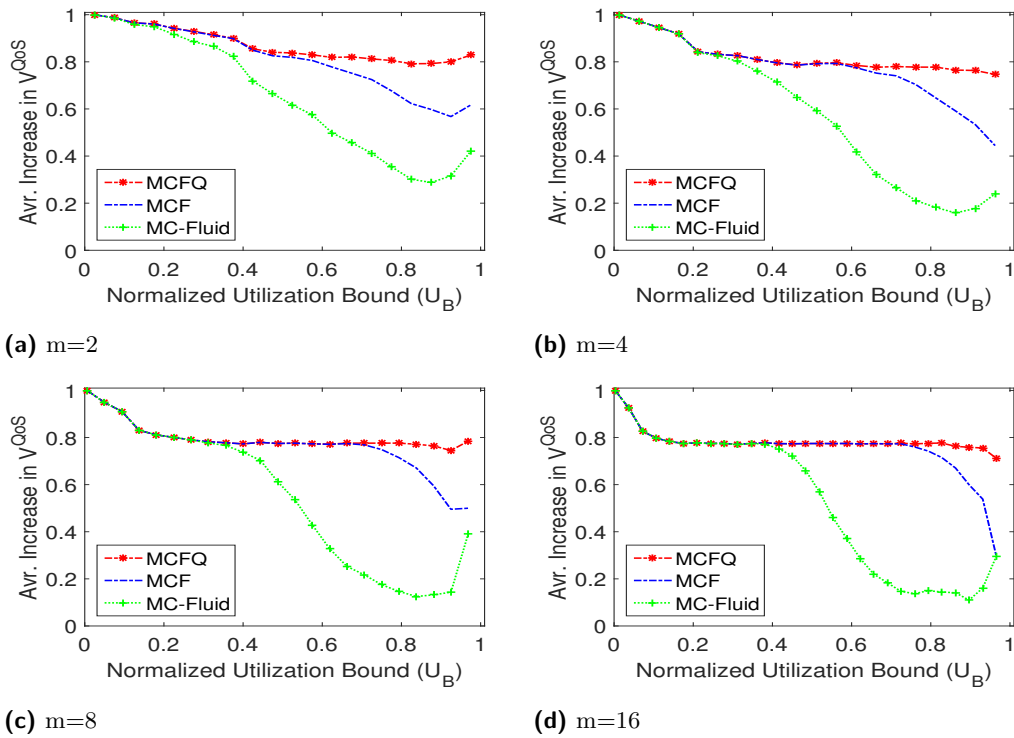 1
0.8
0.6
0.4
0.2
0
Avr. Increase in V^QoS
MCFQ
MCF
MC-Fluid
0 0.2 0.4 0.6 0.8 1
Normalized Utilization Bound (U_B)
(a) m=2
1
0.8
0.6
0.4
0.2
0
Avr. Increase in V^QoS
MCFQ
MCF
MC-Fluid
0 0.2 0.4 0.6 0.8 1
Normalized Utilization Bound (U_B)
(b) m=4
1
0.8
0.6
0.4
0.2
0
Avr. Increase in V^QoS
MCFQ
MCF
MC-Fluid
0 0.2 0.4 0.6 0.8 1
Normalized Utilization Bound (U_B)
(c) m=8
1
0.8
0.6
0.4
0.2
0
Avr. Increase in V^QoS
MCFQ
MCF
MC-Fluid
0 0.2 0.4 0.6 0.8 1
Normalized Utilization Bound (U_B)
(d) m=16